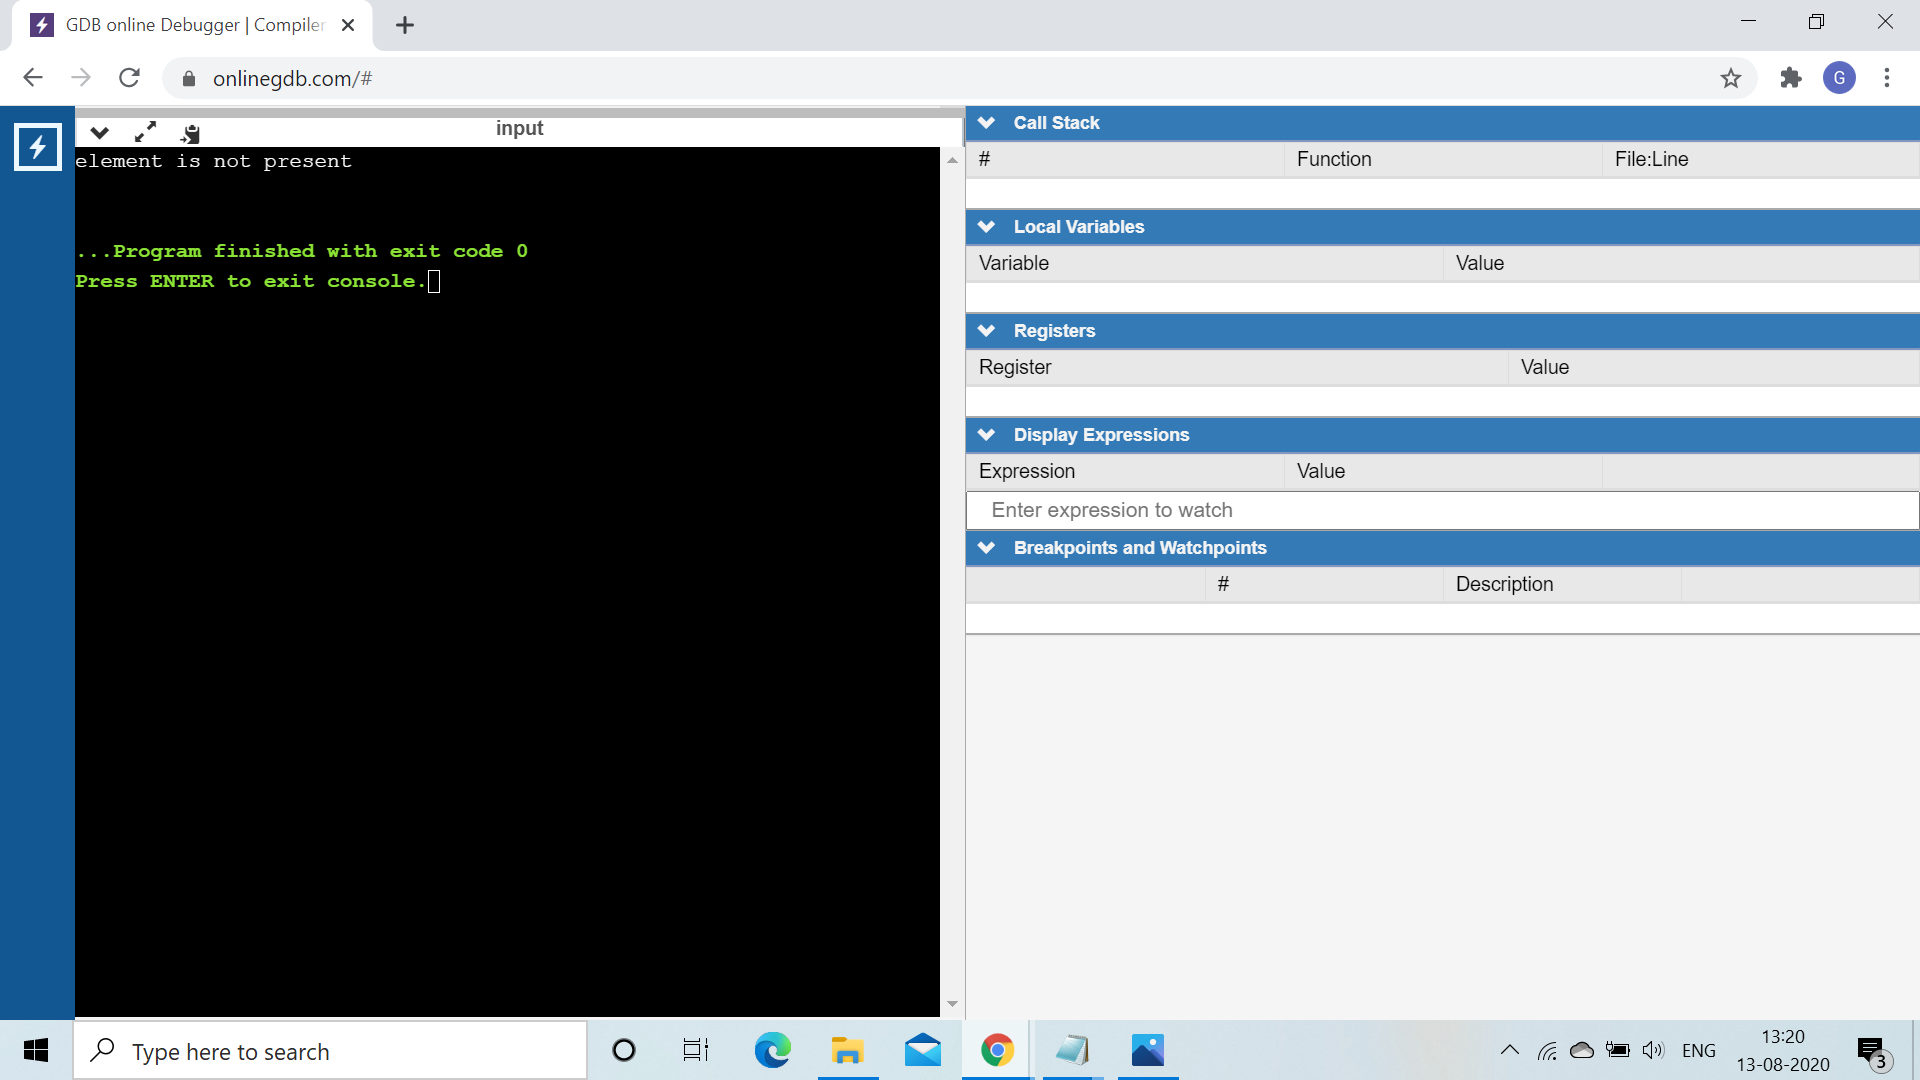 GDB online Debugger | Compiler
onlinegdb.com/#
G
input
element is not present
...Program finished with exit code 0
Press ENTER to exit console.
Call Stack
# Function File:Line
Local Variables
Variable Value
Registers
Register Value
Display Expressions
Expression Value
Enter expression to watch
Breakpoints and Watchpoints
# Description
Type here to search
ENG
13:20
13-08-2020
3